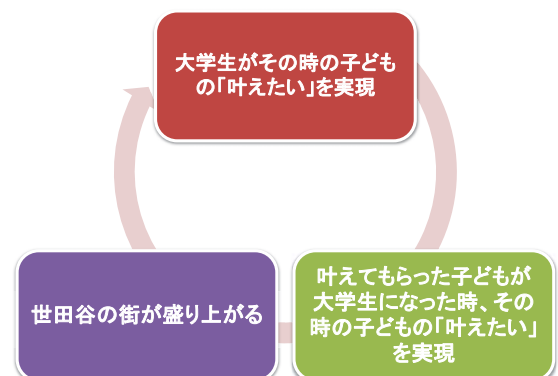 大学生がその時の子ども
の「叶えたい」を実現
世田谷の街が盛り上がる
叶えてもらった子どもが
大学生になった時、その
時の子どもの「叶えたい」
を実現